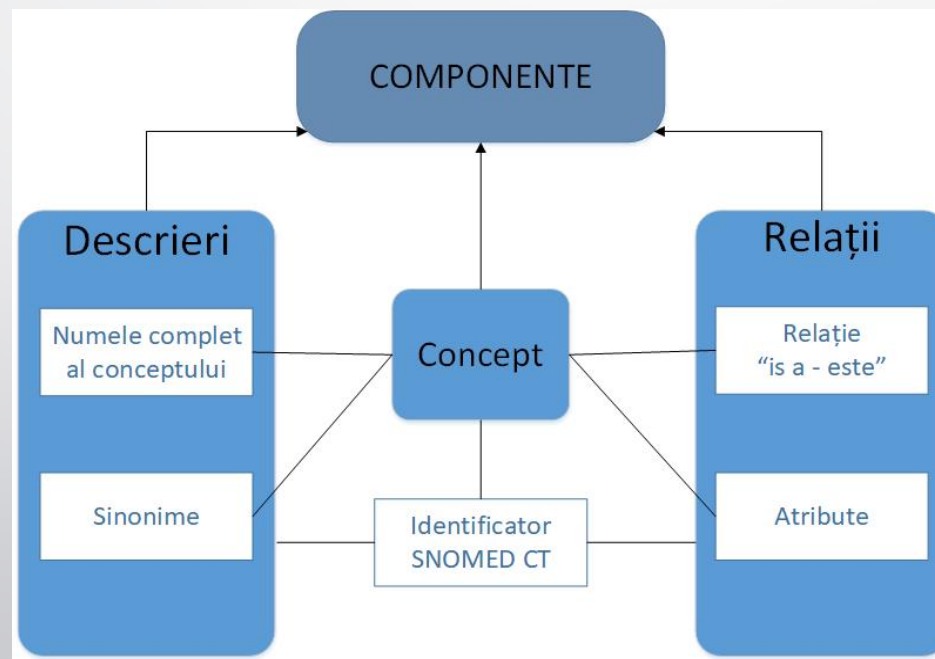 COMPONENTE
Descrieri
Numele complet
al conceptului
Sinonime
Concept
Identificator
SNOMED CT
Relații
Relație
“is a - este”
Atribute